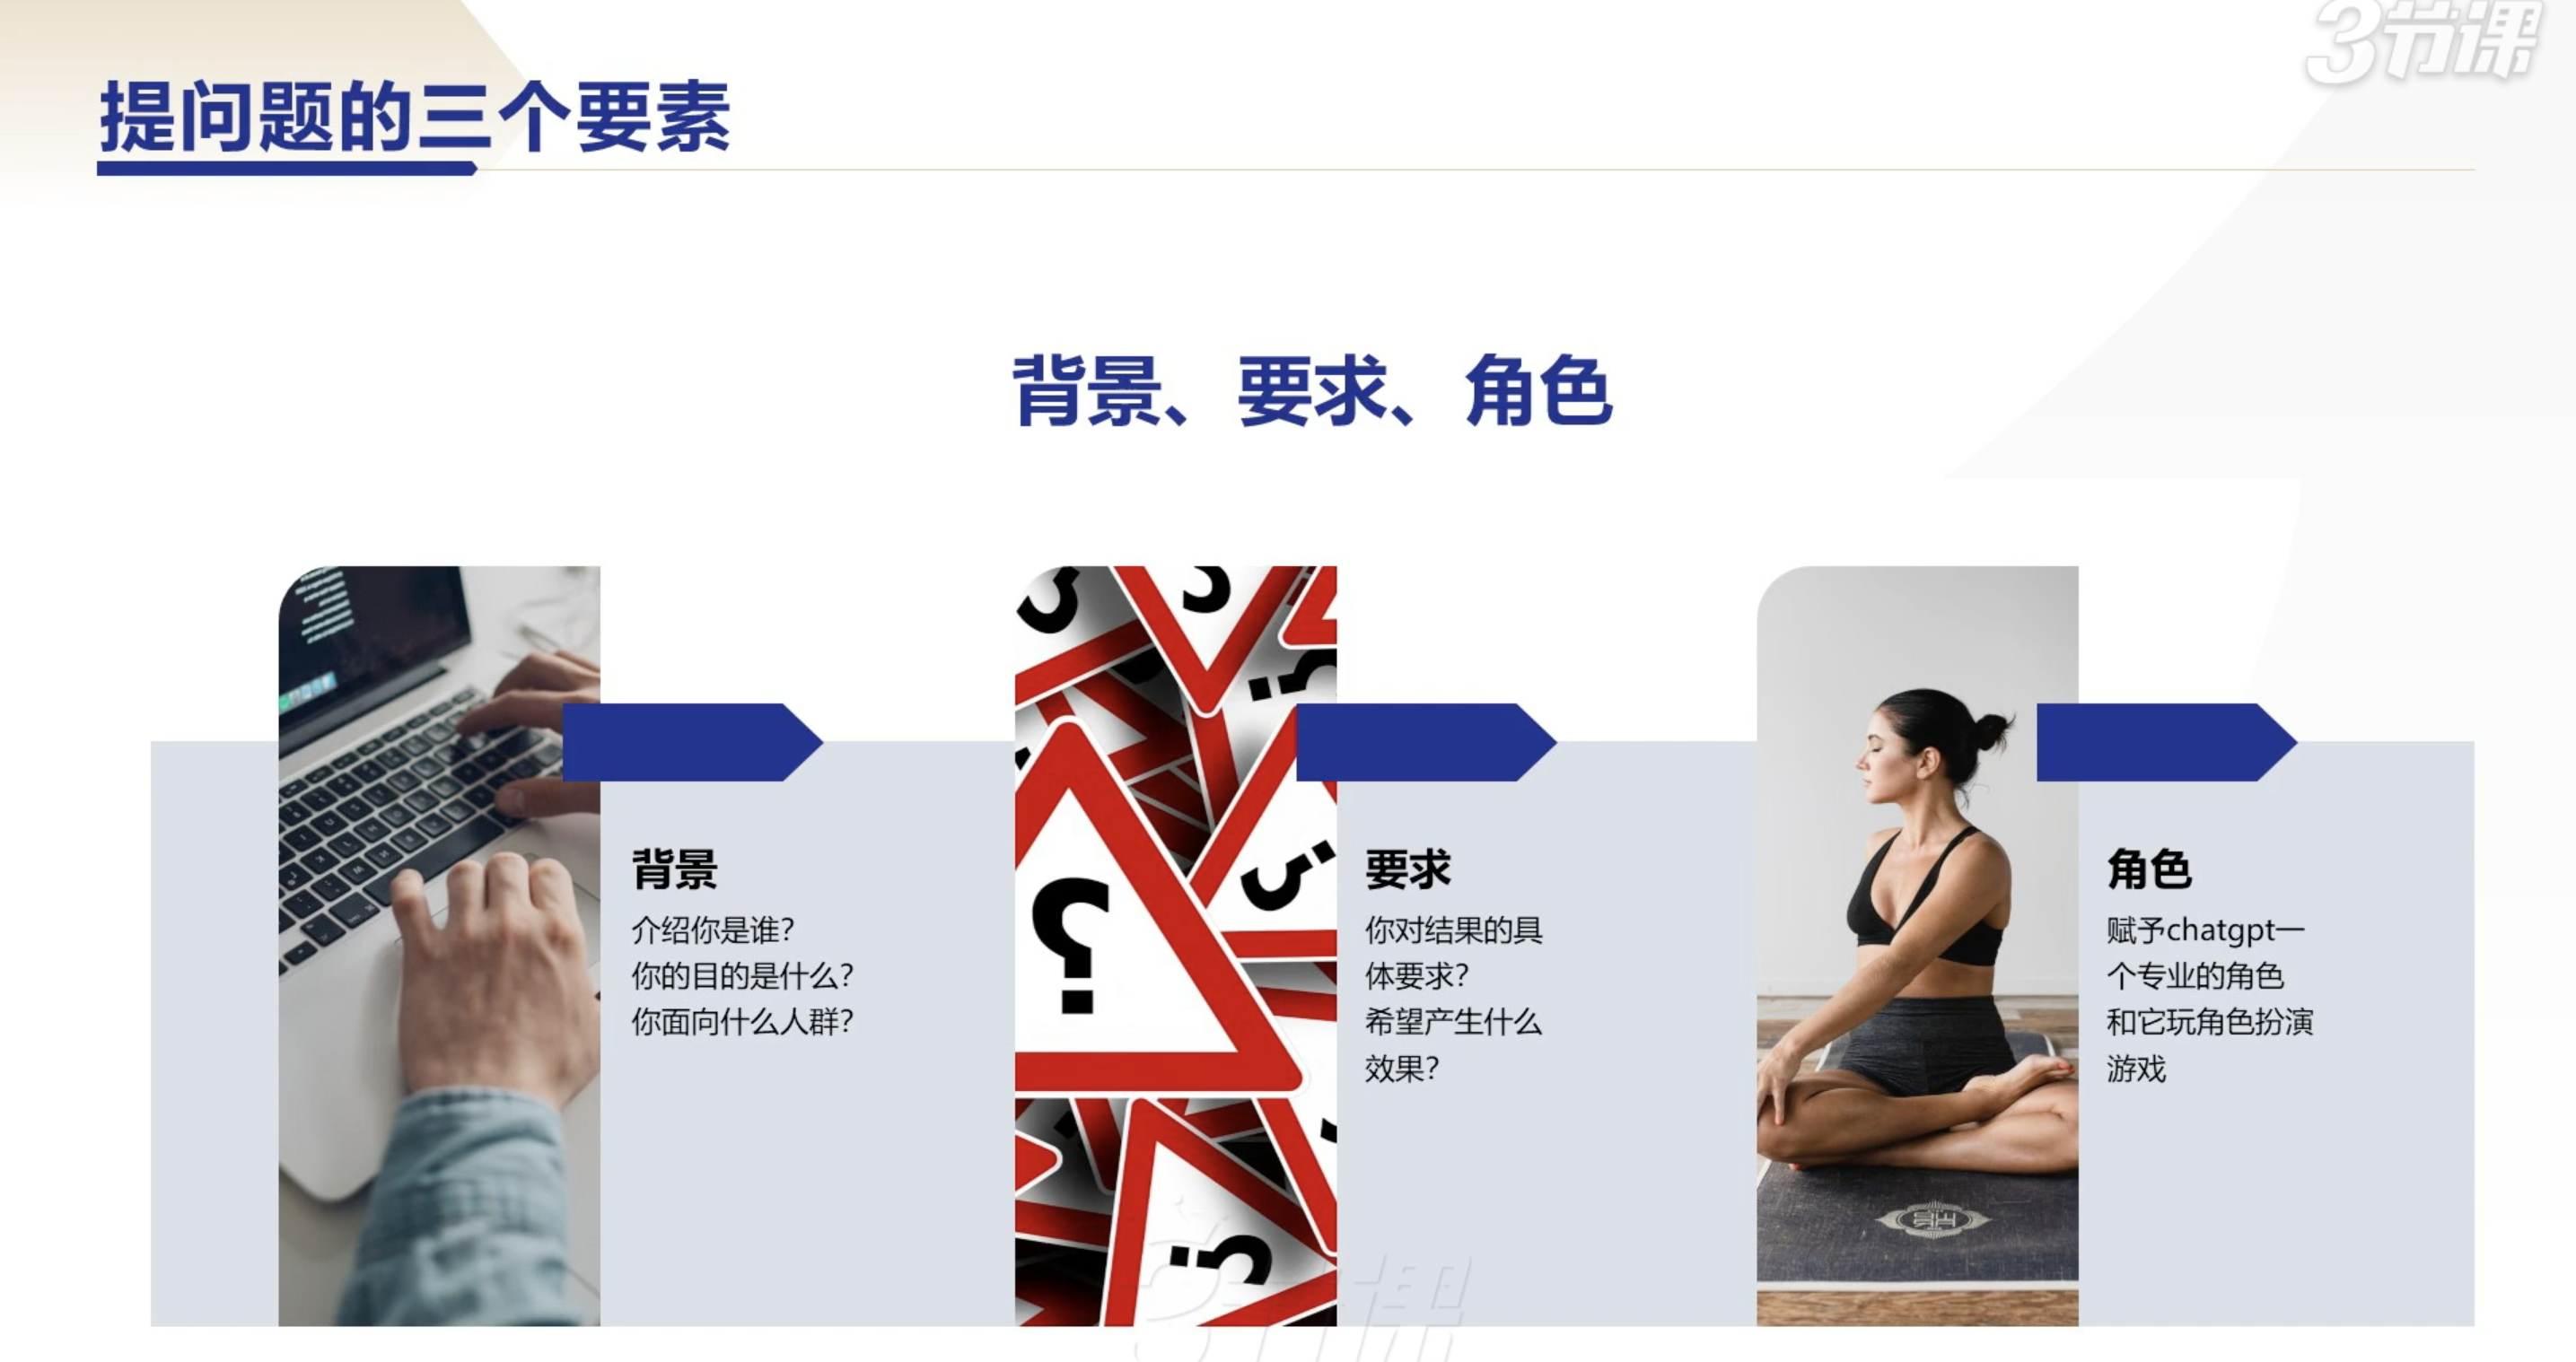 3节课
提问题的三个要素
背景、要求、角色
背景
介绍你是谁？
你的目的是什么？
你面向什么人群？
要求
你对结果的具
体要求？
希望产生什么
效果？
角色
赋予chatgpt一
个专业的角色
和它玩角色扮演
游戏
3节课